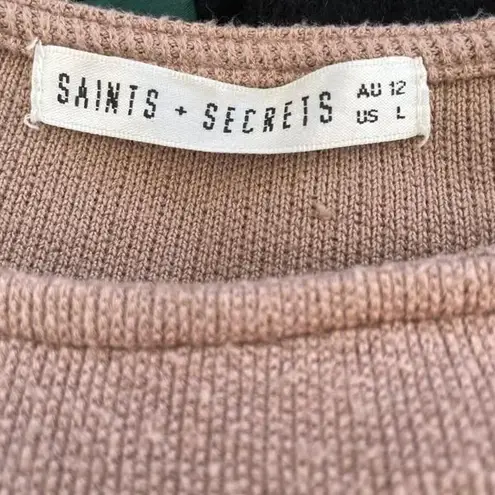 SAINTS + SECRETS
AU 12
US L